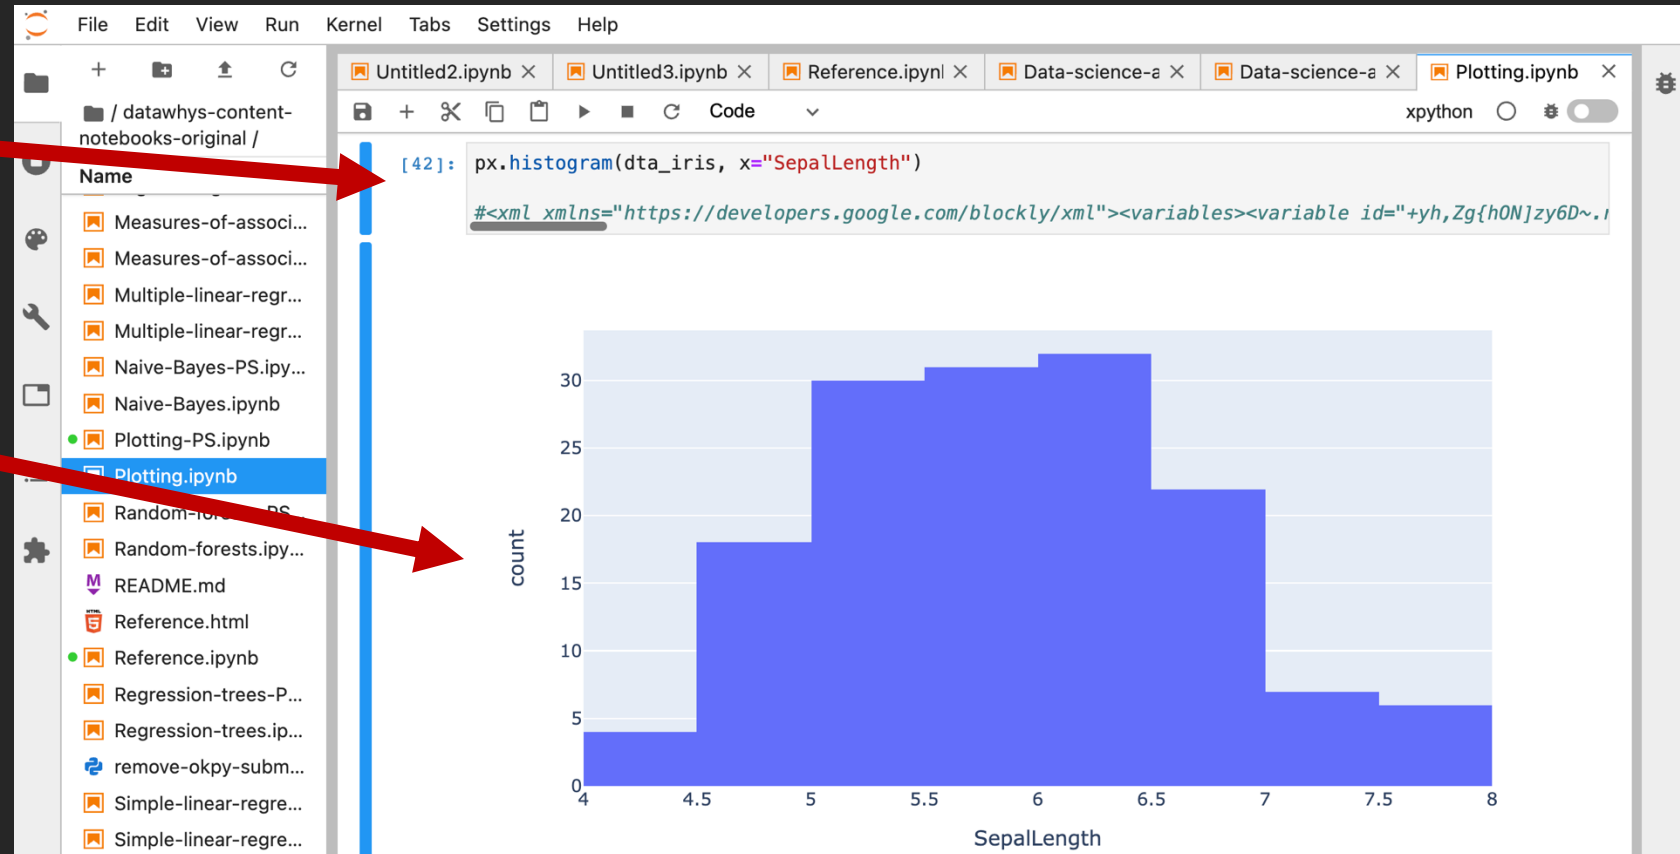 File Edit View Run Kernel Tabs Settings Help
/ datawhys-content-
notebooks-original /
Name
Measures-of-associ...
Measures-of-associ...
Multiple-linear-regr...
Multiple-linear-regr...
Naive-Bayes-PS.ipy...
Naive-Bayes.ipynb
Plotting-PS.ipynb
Plotting.ipynb
Random-forests-PS...
Random-forests.ipy...
README.md
Reference.html
Reference.ipynb
Regression-trees-P...
Regression-trees.ip...
remove-okpy-subm...
Simple-linear-regre...
Simple-linear-regre...
Untitled2.ipynb Untitled3.ipynb Reference.ipynl Data-science-a Data-science-a Plotting.ipynb
Code xpython
[42]: px.histogram(dta_iris, x="SepalLength")
#<xml xmlns="https://developers.google.com/blockly/xml"><variables><variable id="+yh,Zg{hON]zy6D~.r
count
30
25
20
15
10
5
0
4 4.5 5 5.5 6 6.5 7 7.5 8
SepalLength